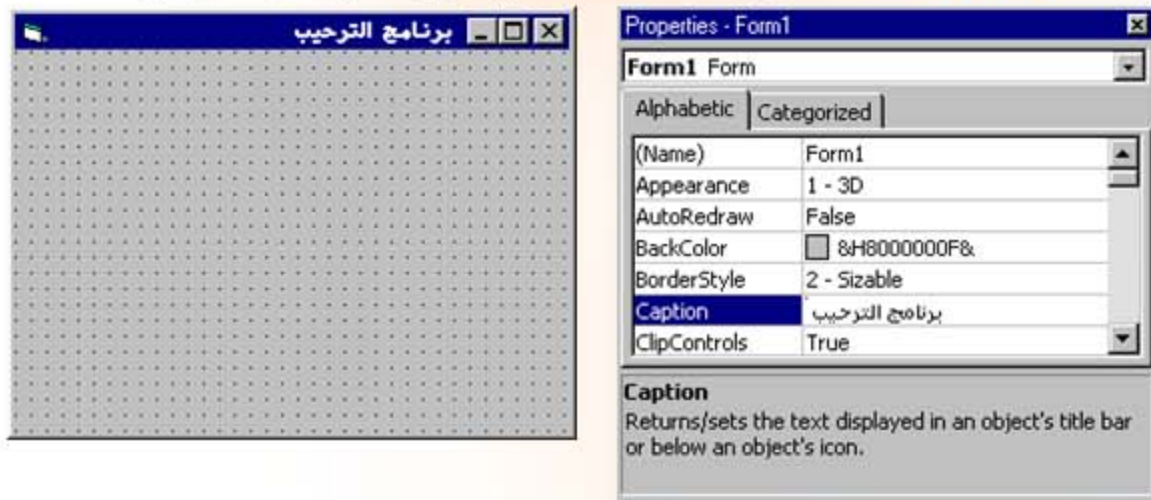 برنامج الترحيب
Properties - Form1
Form1 Form
Alphabetic Categorized
(Name) Form1
Appearance 1 - 3D
AutoRedraw False
BackColor &H8000000F&
BorderStyle 2 - Sizable
Caption برنامج الترحيب
ClipControls True
Caption
Returns/sets the text displayed in an object's title bar
or below an object's icon.